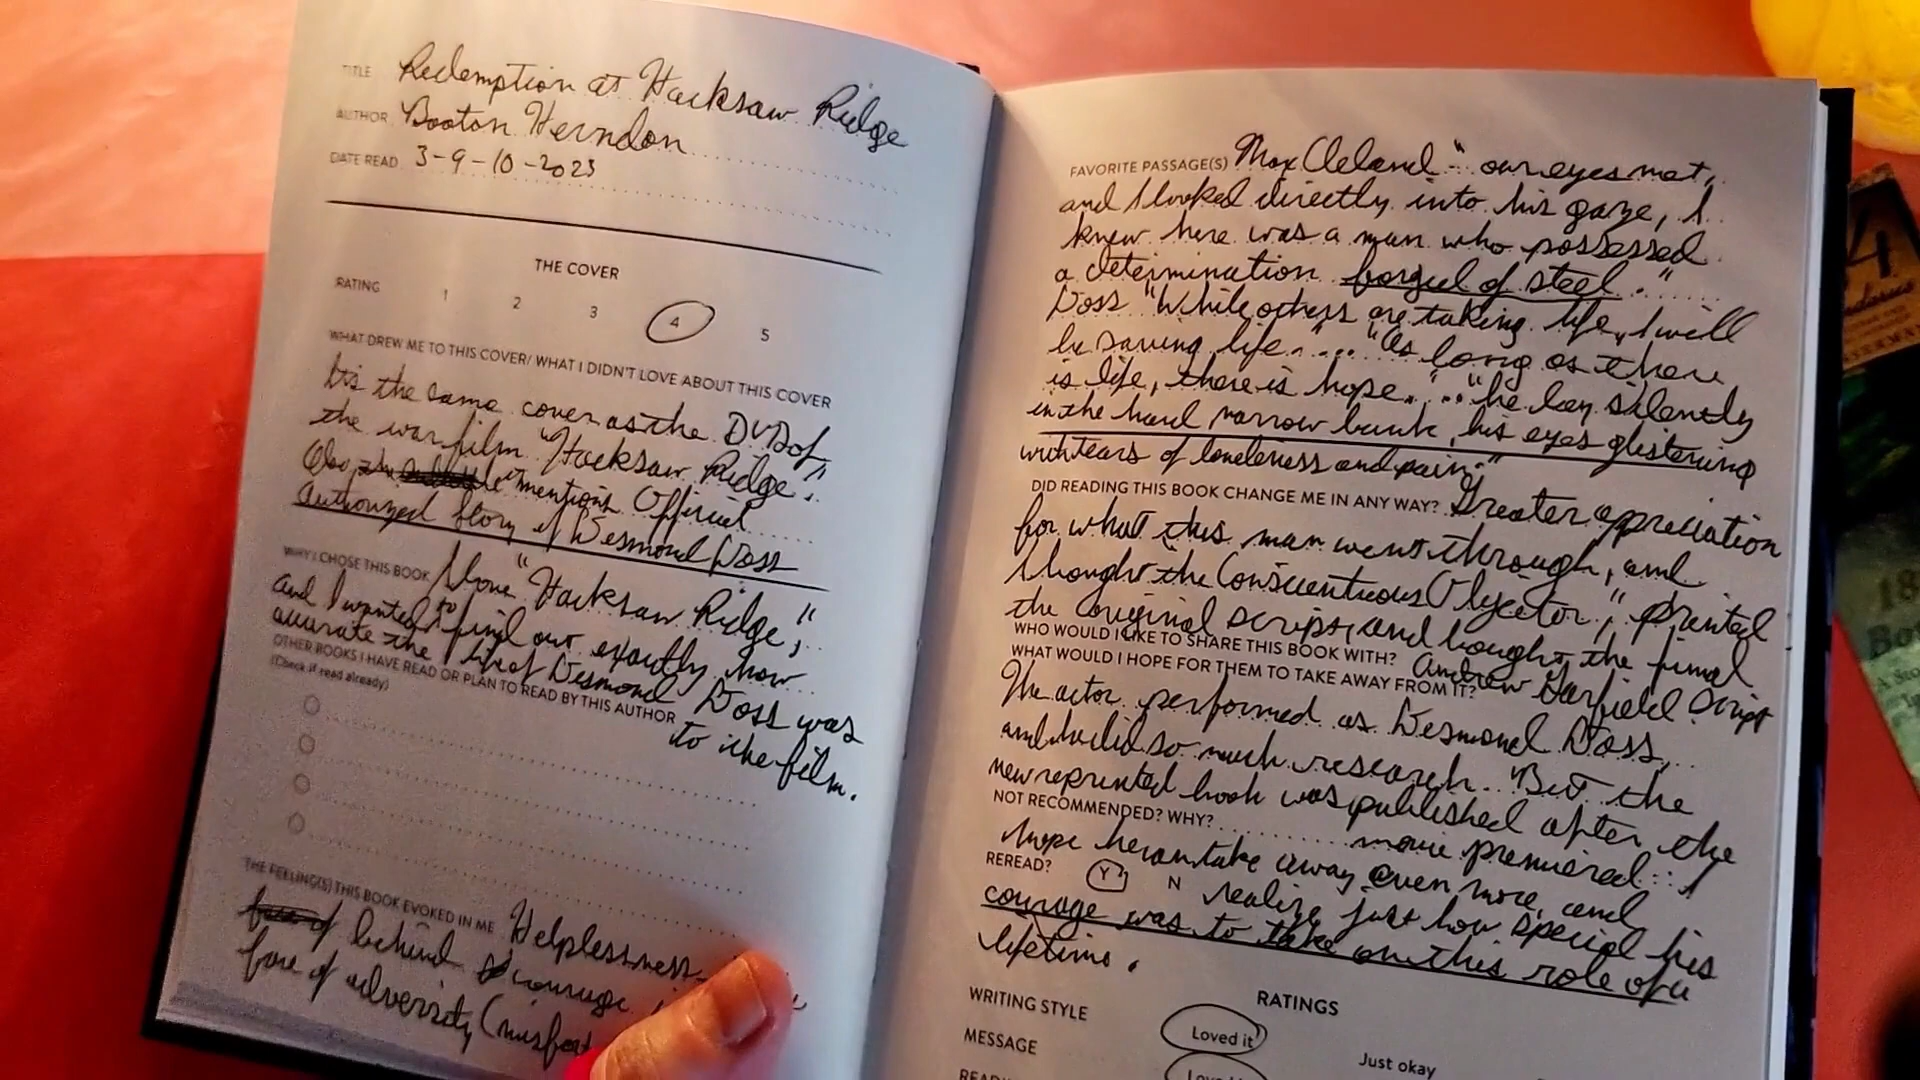 TITLE Redemption at Hacksaw Ridge
AUTHOR Booton Herndon
DATE READ 3-9-10-2023
THE COVER
RATING 1 2 3 4 5
WHAT DREW ME TO THIS COVER/ WHAT I DIDN'T LOVE ABOUT THIS COVER
It's the same cover as the DVD of
the war film "Hacksaw Ridge".
Also the mentions Official
Authorized Story of Desmond Doss
WHY I CHOSE THIS BOOK I love "Hacksaw Ridge,"
and I wanted to find out exactly how
accurate the life of Desmond Doss was
to the film.
OTHER BOOKS I HAVE READ OR PLAN TO READ BY THIS AUTHOR
(Check if read already)
THE FEELING(S) THIS BOOK EVOKED IN ME Helplessness
behind courage
face of adversity (misfort
FAVORITE PASSAGE(S) Max Cleland - "our eyes met,
and I looked directly into his gaze, I
knew here was a man who possessed
a determination forged of steel."
Doss "While others are taking life, I will
be saving life." ... "As long as there
is life, there is hope." ... "he lay silently
in the hard narrow bunk, his eyes glistening
with tears of loneliness and pain."
DID READING THIS BOOK CHANGE ME IN ANY WAY? Greater appreciation
for what this man went through, and
bought "the Conscientious Objector," printed
the original script, and bought the final
script
WHO WOULD I LIKE TO SHARE THIS BOOK WITH?
WHAT WOULD I HOPE FOR THEM TO TAKE AWAY FROM IT? Andrew Garfield
The actor performed as Desmond Doss,
and he did so much research. But the
new reprinted book was published after the
NOT RECOMMENDED? WHY? movie premiered. I
hope he can take away even more, and
REREAD? Y N realize just how special his
courage was to take on this role of a
lifetime.
RATINGS
WRITING STYLE Loved it
MESSAGE Just okay